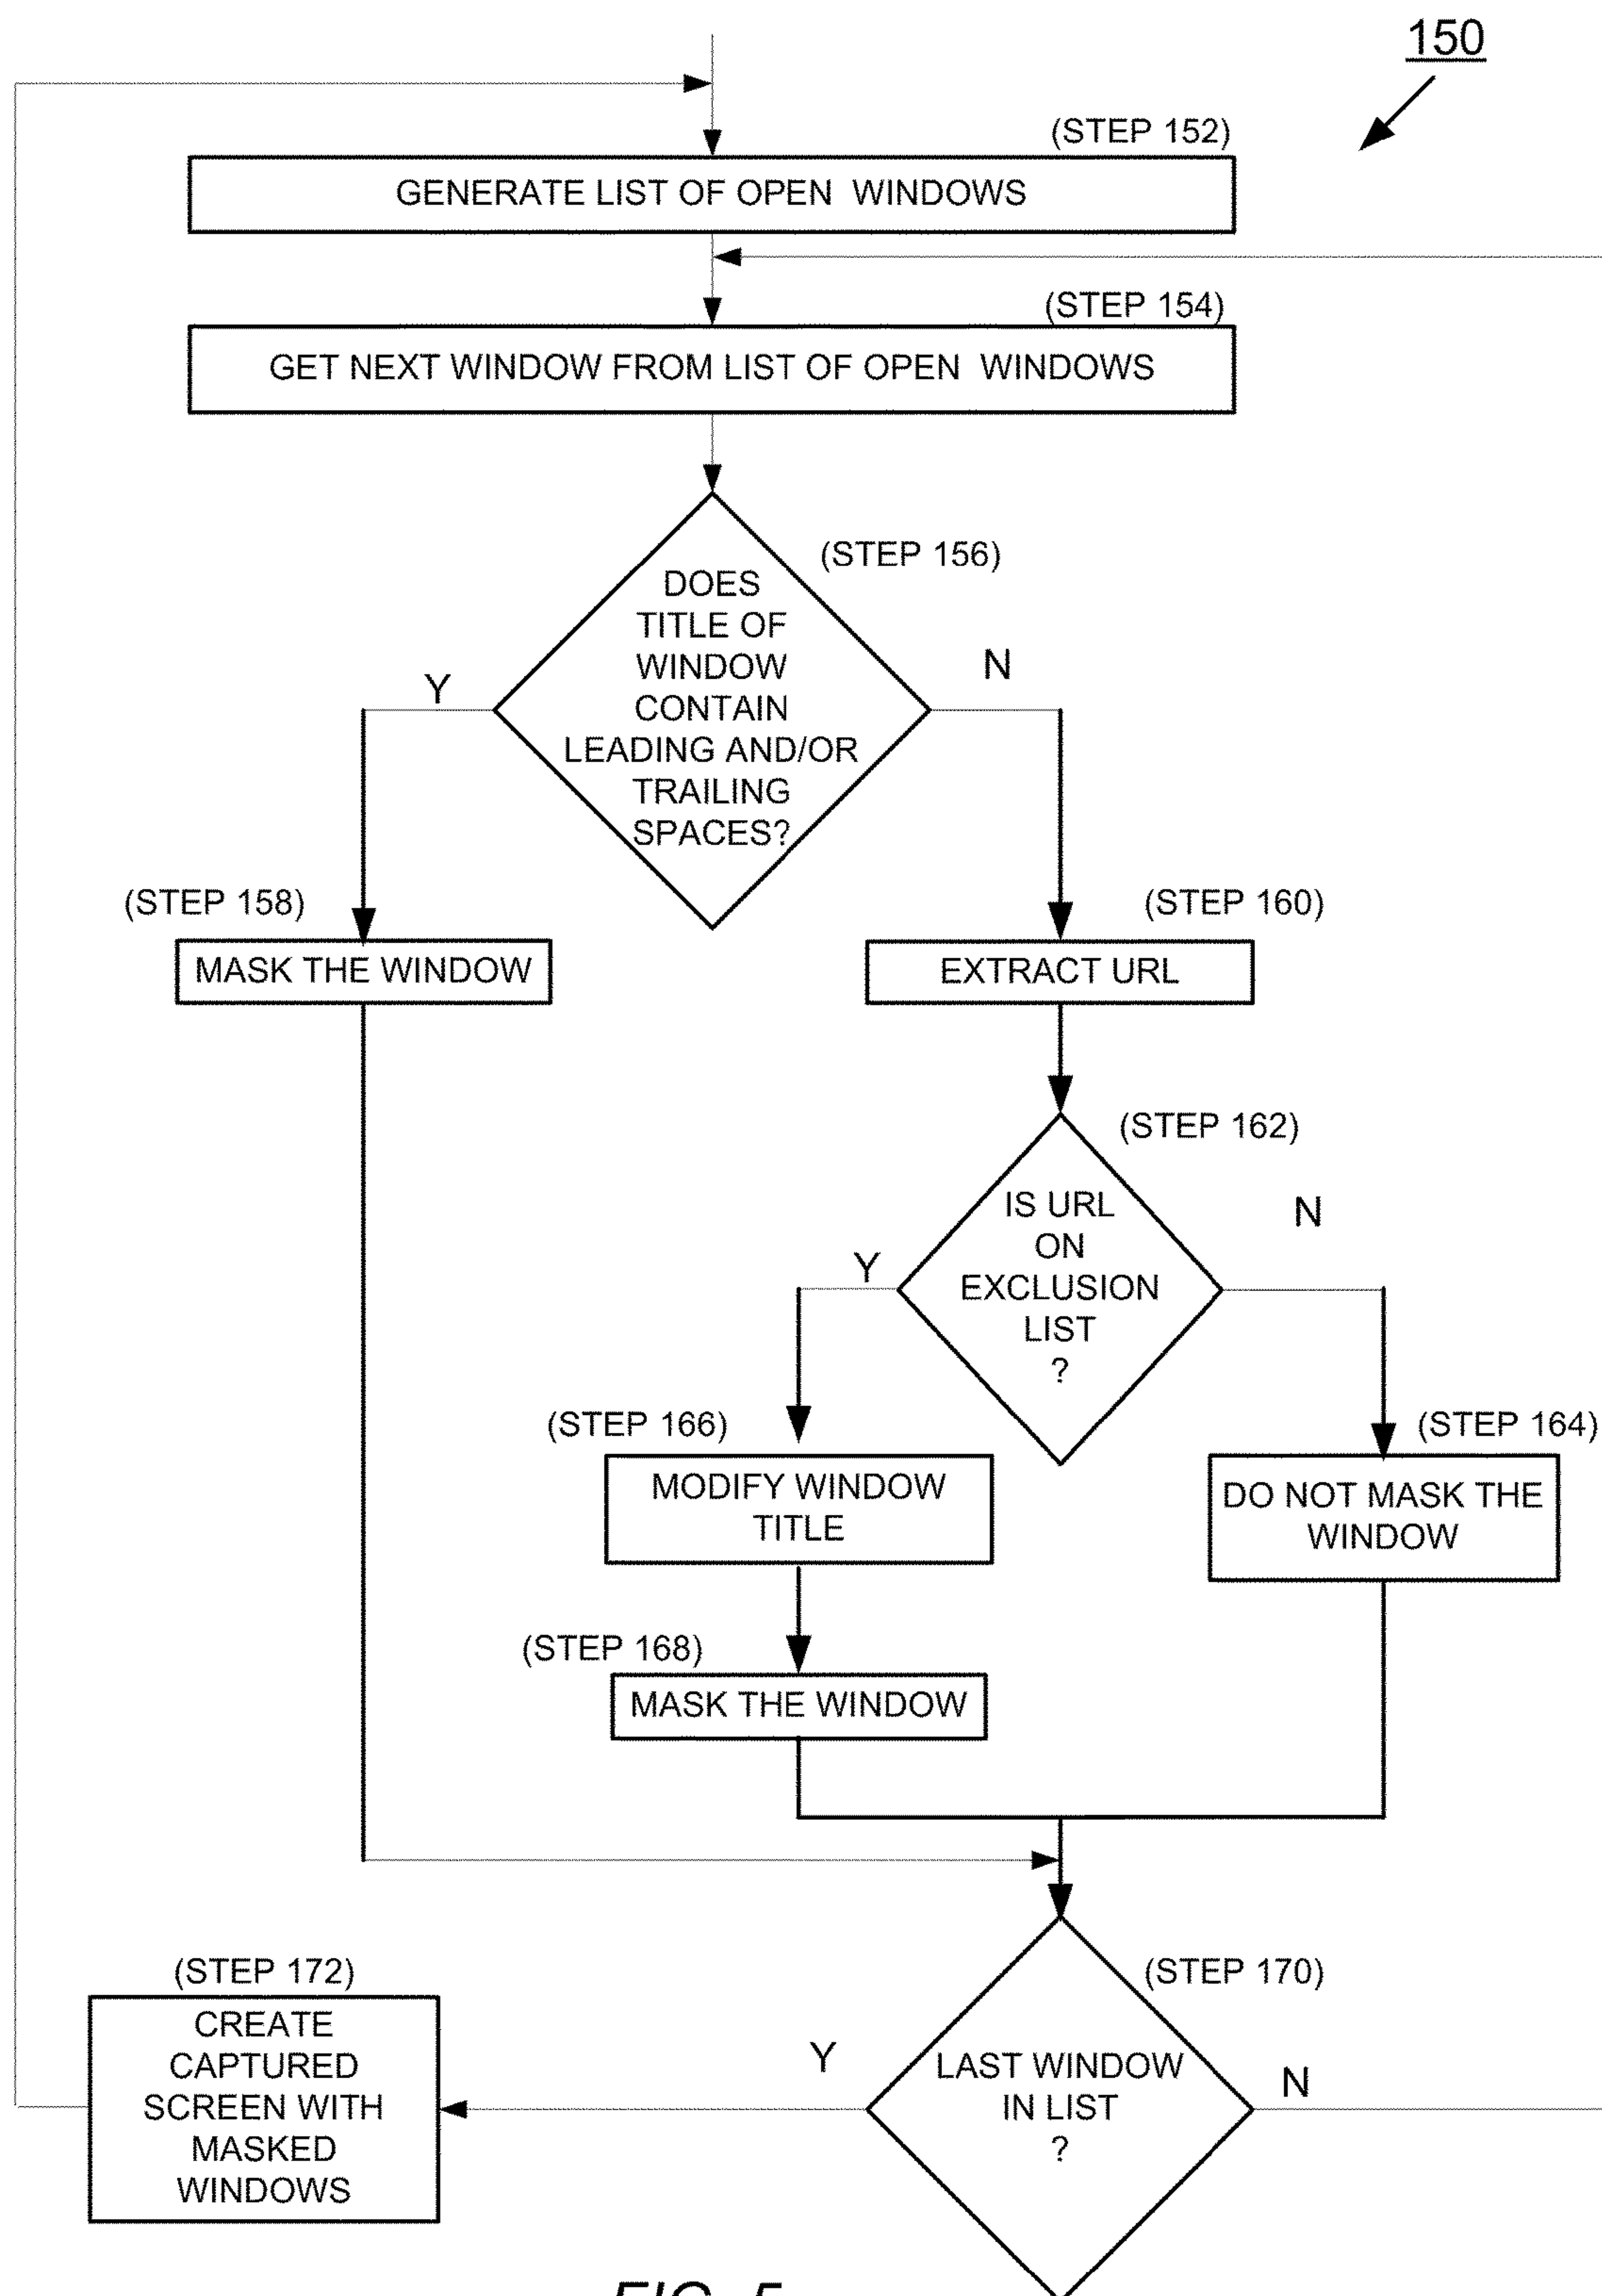 150
(STEP 152)
GENERATE LIST OF OPEN WINDOWS
(STEP 154)
GET NEXT WINDOW FROM LIST OF OPEN WINDOWS
(STEP 156)
DOES
TITLE OF
WINDOW
CONTAIN
LEADING AND/OR
TRAILING
SPACES?
Y
N
(STEP 158)
MASK THE WINDOW
(STEP 160)
EXTRACT URL
(STEP 162)
IS URL
ON
EXCLUSION
LIST
?
Y
N
(STEP 166)
MODIFY WINDOW
TITLE
(STEP 164)
DO NOT MASK THE
WINDOW
(STEP 168)
MASK THE WINDOW
(STEP 170)
LAST WINDOW
IN LIST
?
Y
N
(STEP 172)
CREATE
CAPTURED
SCREEN WITH
MASKED
WINDOWS
FIG. 5